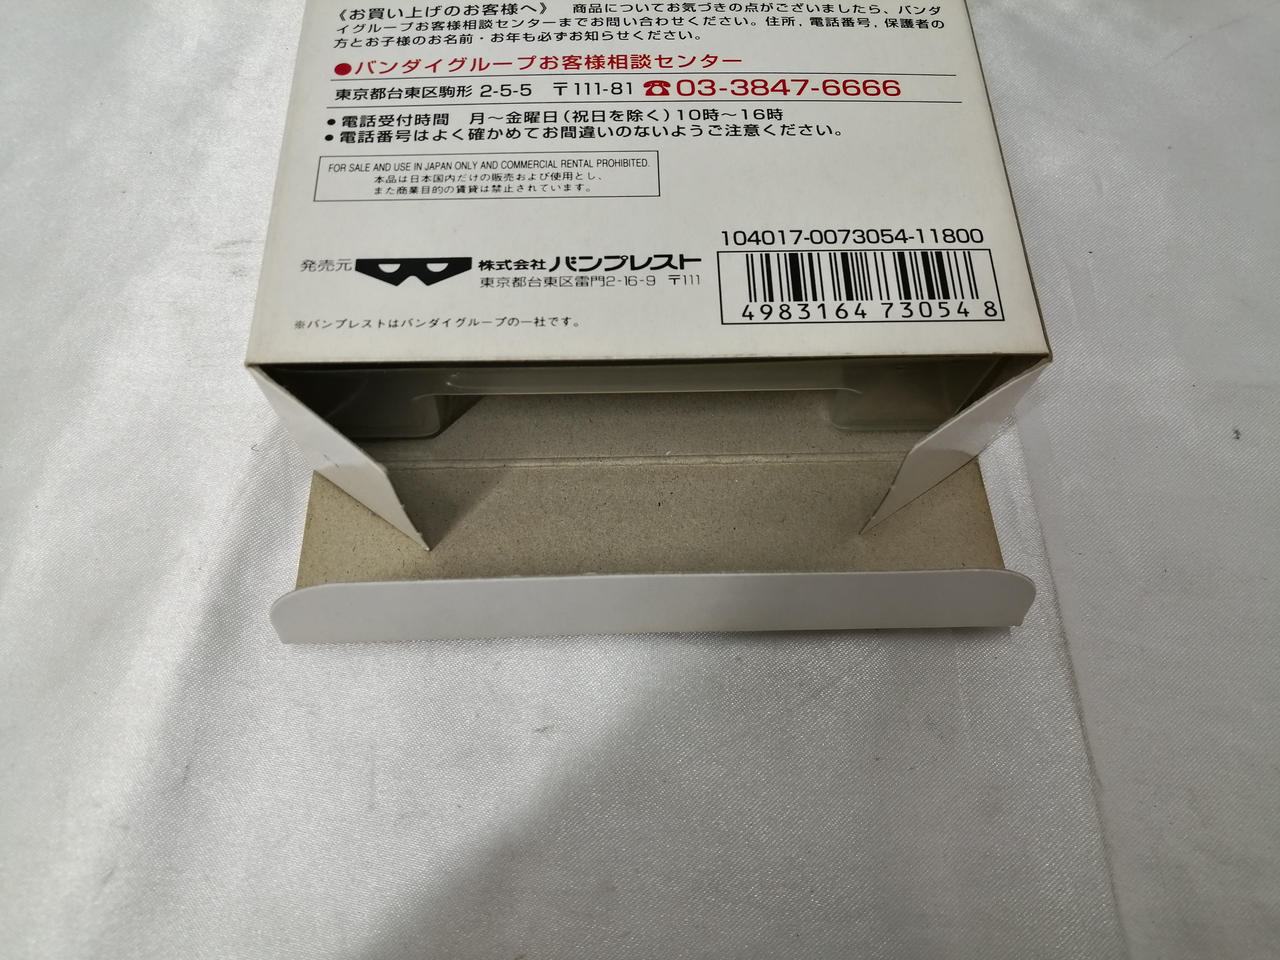 《お買い上げのお客様へ》　商品についてお気づきの点がございましたら、バンダ
イグループお客様相談センターまでお問い合わせください。住所，電話番号，保護者の
方とお子様のお名前・お年も必ずお知らせください。
●バンダイグループお客様相談センター
東京都台東区駒形 2-5-5　〒111-81 ☎03-3847-6666
●電話受付時間　月～金曜日(祝日を除く)10時～16時
●電話番号はよく確かめてお間違いのないようご注意ください。
FOR SALE AND USE IN JAPAN ONLY AND COMMERCIAL RENTAL PROHIBITED.
本品は日本国内だけの販売および使用とし、
また商業目的の賃貸は禁止されています。
104017-0073054-11800
発売元 株式会社 バンプレスト
東京都台東区雷門2-16-9 〒111
4983164 73054 8
※バンプレストはバンダイグループの一社です。